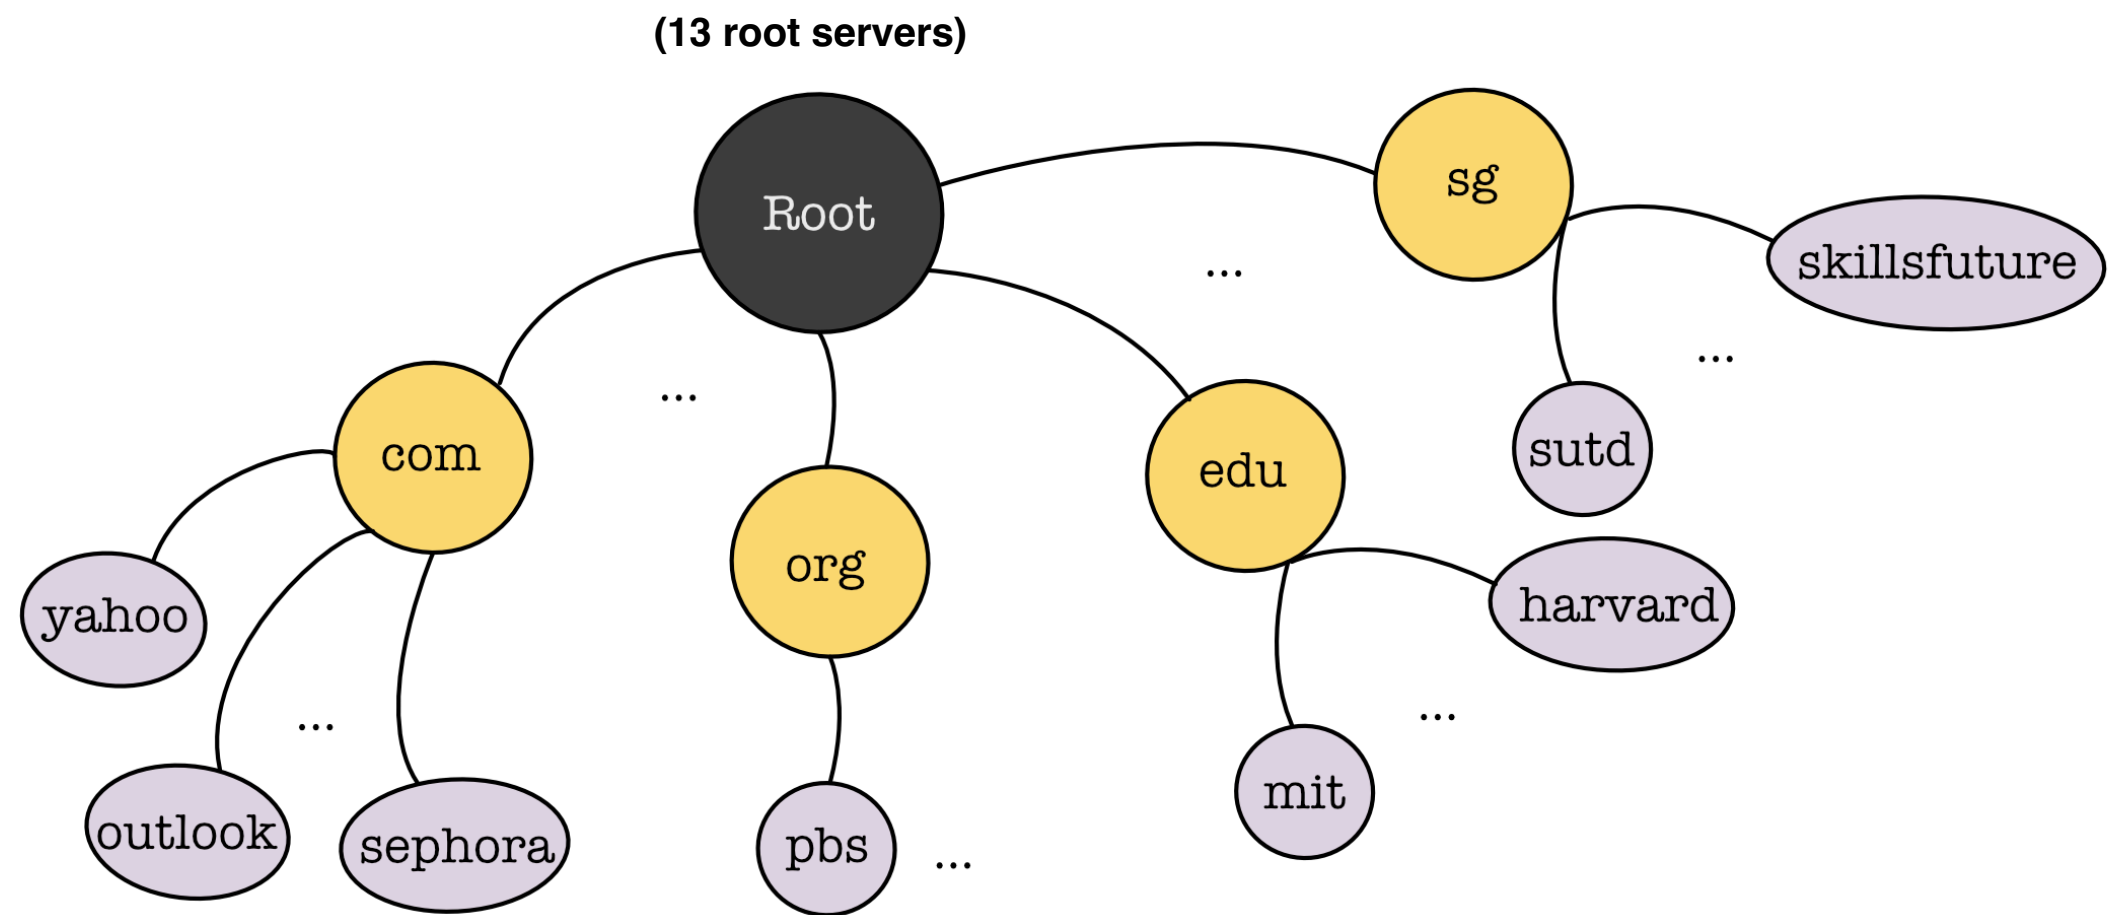 (13 root servers)
Root
sg
skillsfuture
...
...
...
com
edu
sutd
org
yahoo
harvard
...
...
outlook
sephora
pbs
...
mit